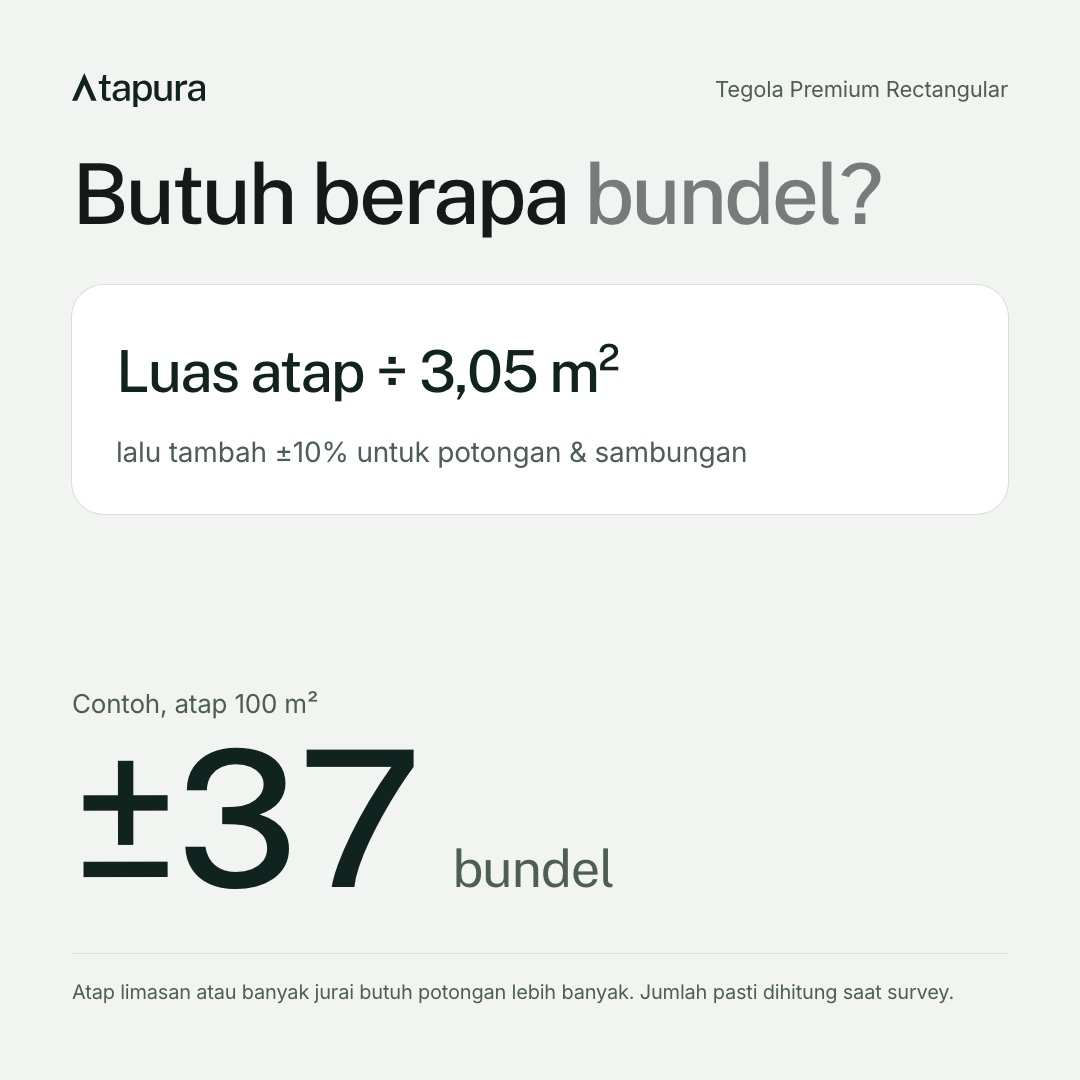 Atapura
Tegola Premium Rectangular
Butuh berapa bundel?
Luas atap ÷ 3,05 m²
lalu tambah ±10% untuk potongan & sambungan
Contoh, atap 100 m²
±37 bundel
Atap limasan atau banyak jurai butuh potongan lebih banyak. Jumlah pasti dihitung saat survey.